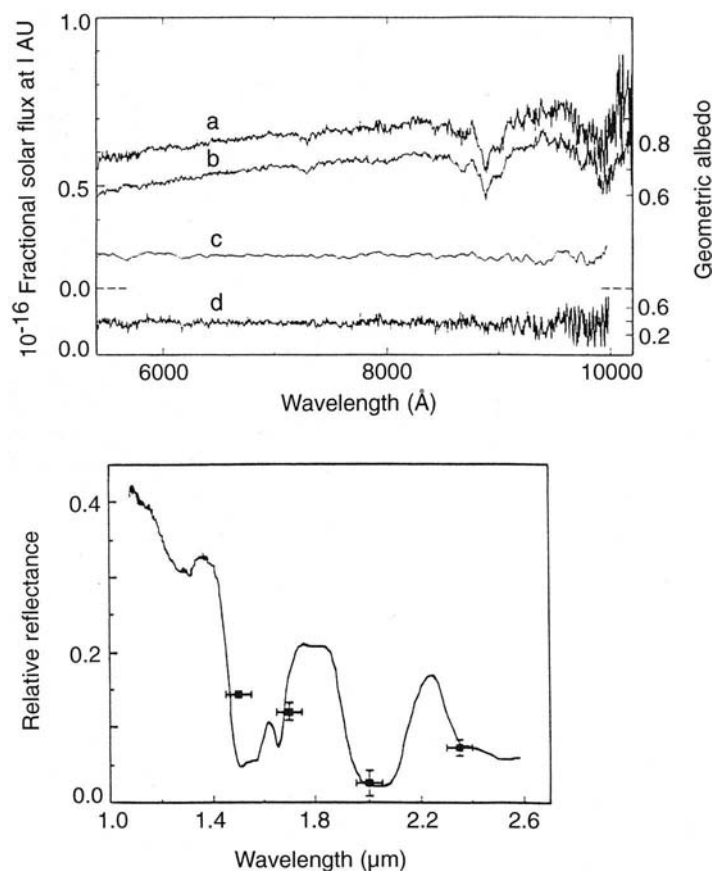 1.0
0.5
0.0
0.0
10⁻¹⁶ Fractional solar flux at I AU
a
b
c
d
0.8
0.6
0.6
0.2
Geometric albedo
6000
8000
10000
Wavelength (Å)
0.4
0.2
0.0
Relative reflectance
1.0
1.4
1.8
2.2
2.6
Wavelength (μm)